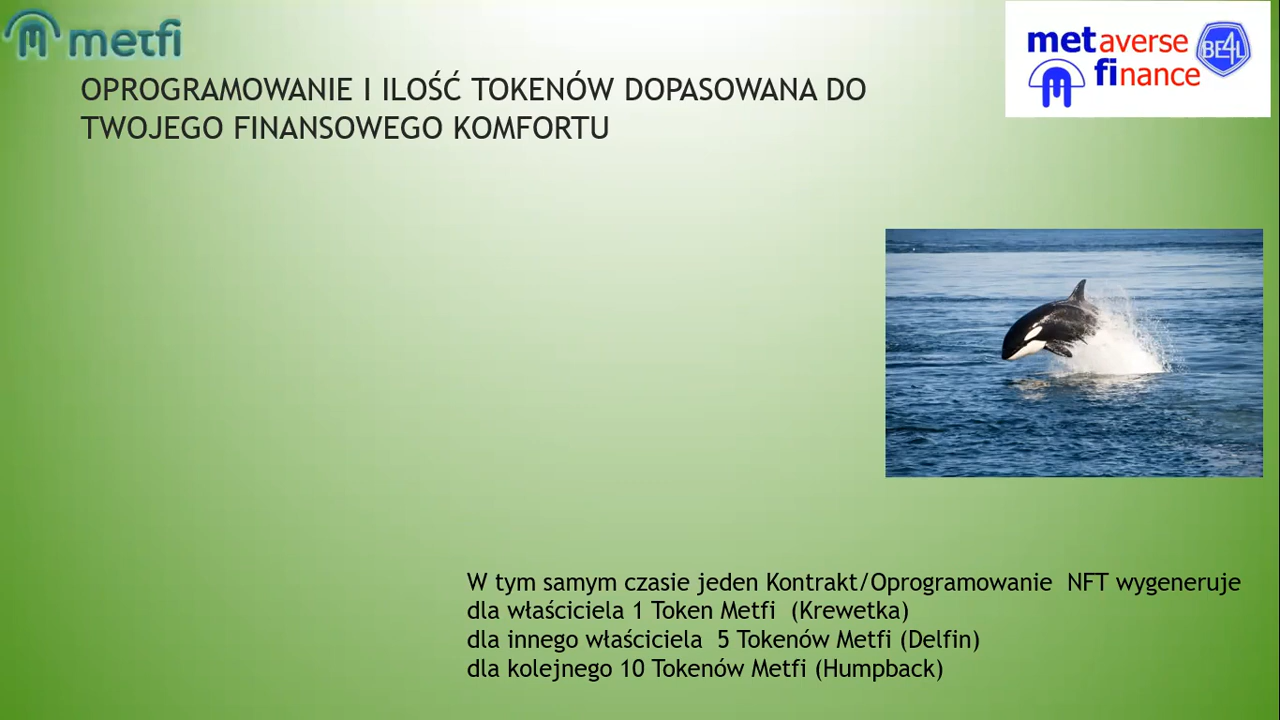 metfi
metaverse
finance
BE4L
OPROGRAMOWANIE I ILOŚĆ TOKENÓW DOPASOWANA DO
TWOJEGO FINANSOWEGO KOMFORTU
W tym samym czasie jeden Kontrakt/Oprogramowanie NFT wygeneruje
dla właściciela 1 Token Metfi (Krewetka)
dla innego właściciela 5 Tokenów Metfi (Delfin)
dla kolejnego 10 Tokenów Metfi (Humpback)